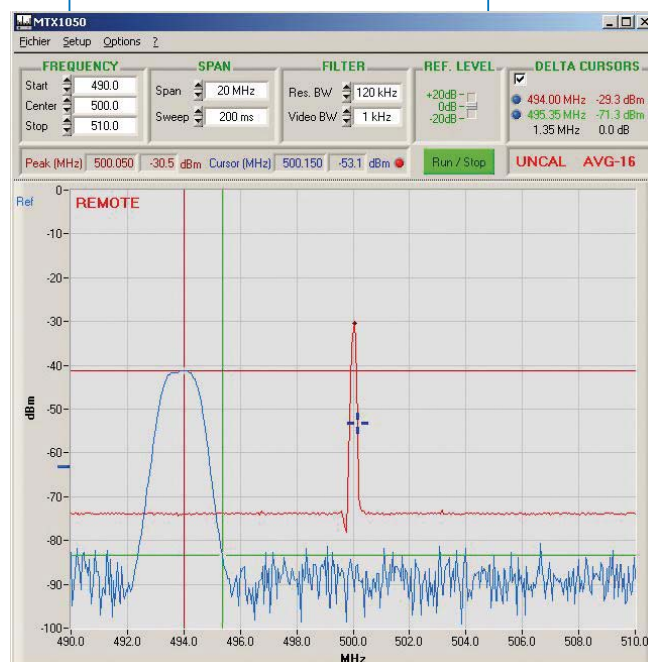 MTX1050
Fichier Setup Options ?
FREQUENCY SPAN FILTER REF. LEVEL DELTA CURSORS
Start 490.0
Center 500.0
Stop 510.0
Span 20 MHz
Sweep 200 ms
Res. BW 120 kHz
Video BW 1 kHz
+20dB
0dB
-20dB
494.00 MHz -29.3 dBm
495.35 MHz -71.3 dBm
1.35 MHz 0.0 dB
Peak (MHz) 500.050 -30.5 dBm Cursor (MHz) 500.150 -53.1 dBm Run / Stop UNCAL AVG-16
Ref
REMOTE
0
-10
-20
-30
-40
-50
-60
-70
-80
-90
-100
dBm
490.0 492.0 494.0 496.0 498.0 500.0 502.0 504.0 506.0 508.0 510.0
MHz